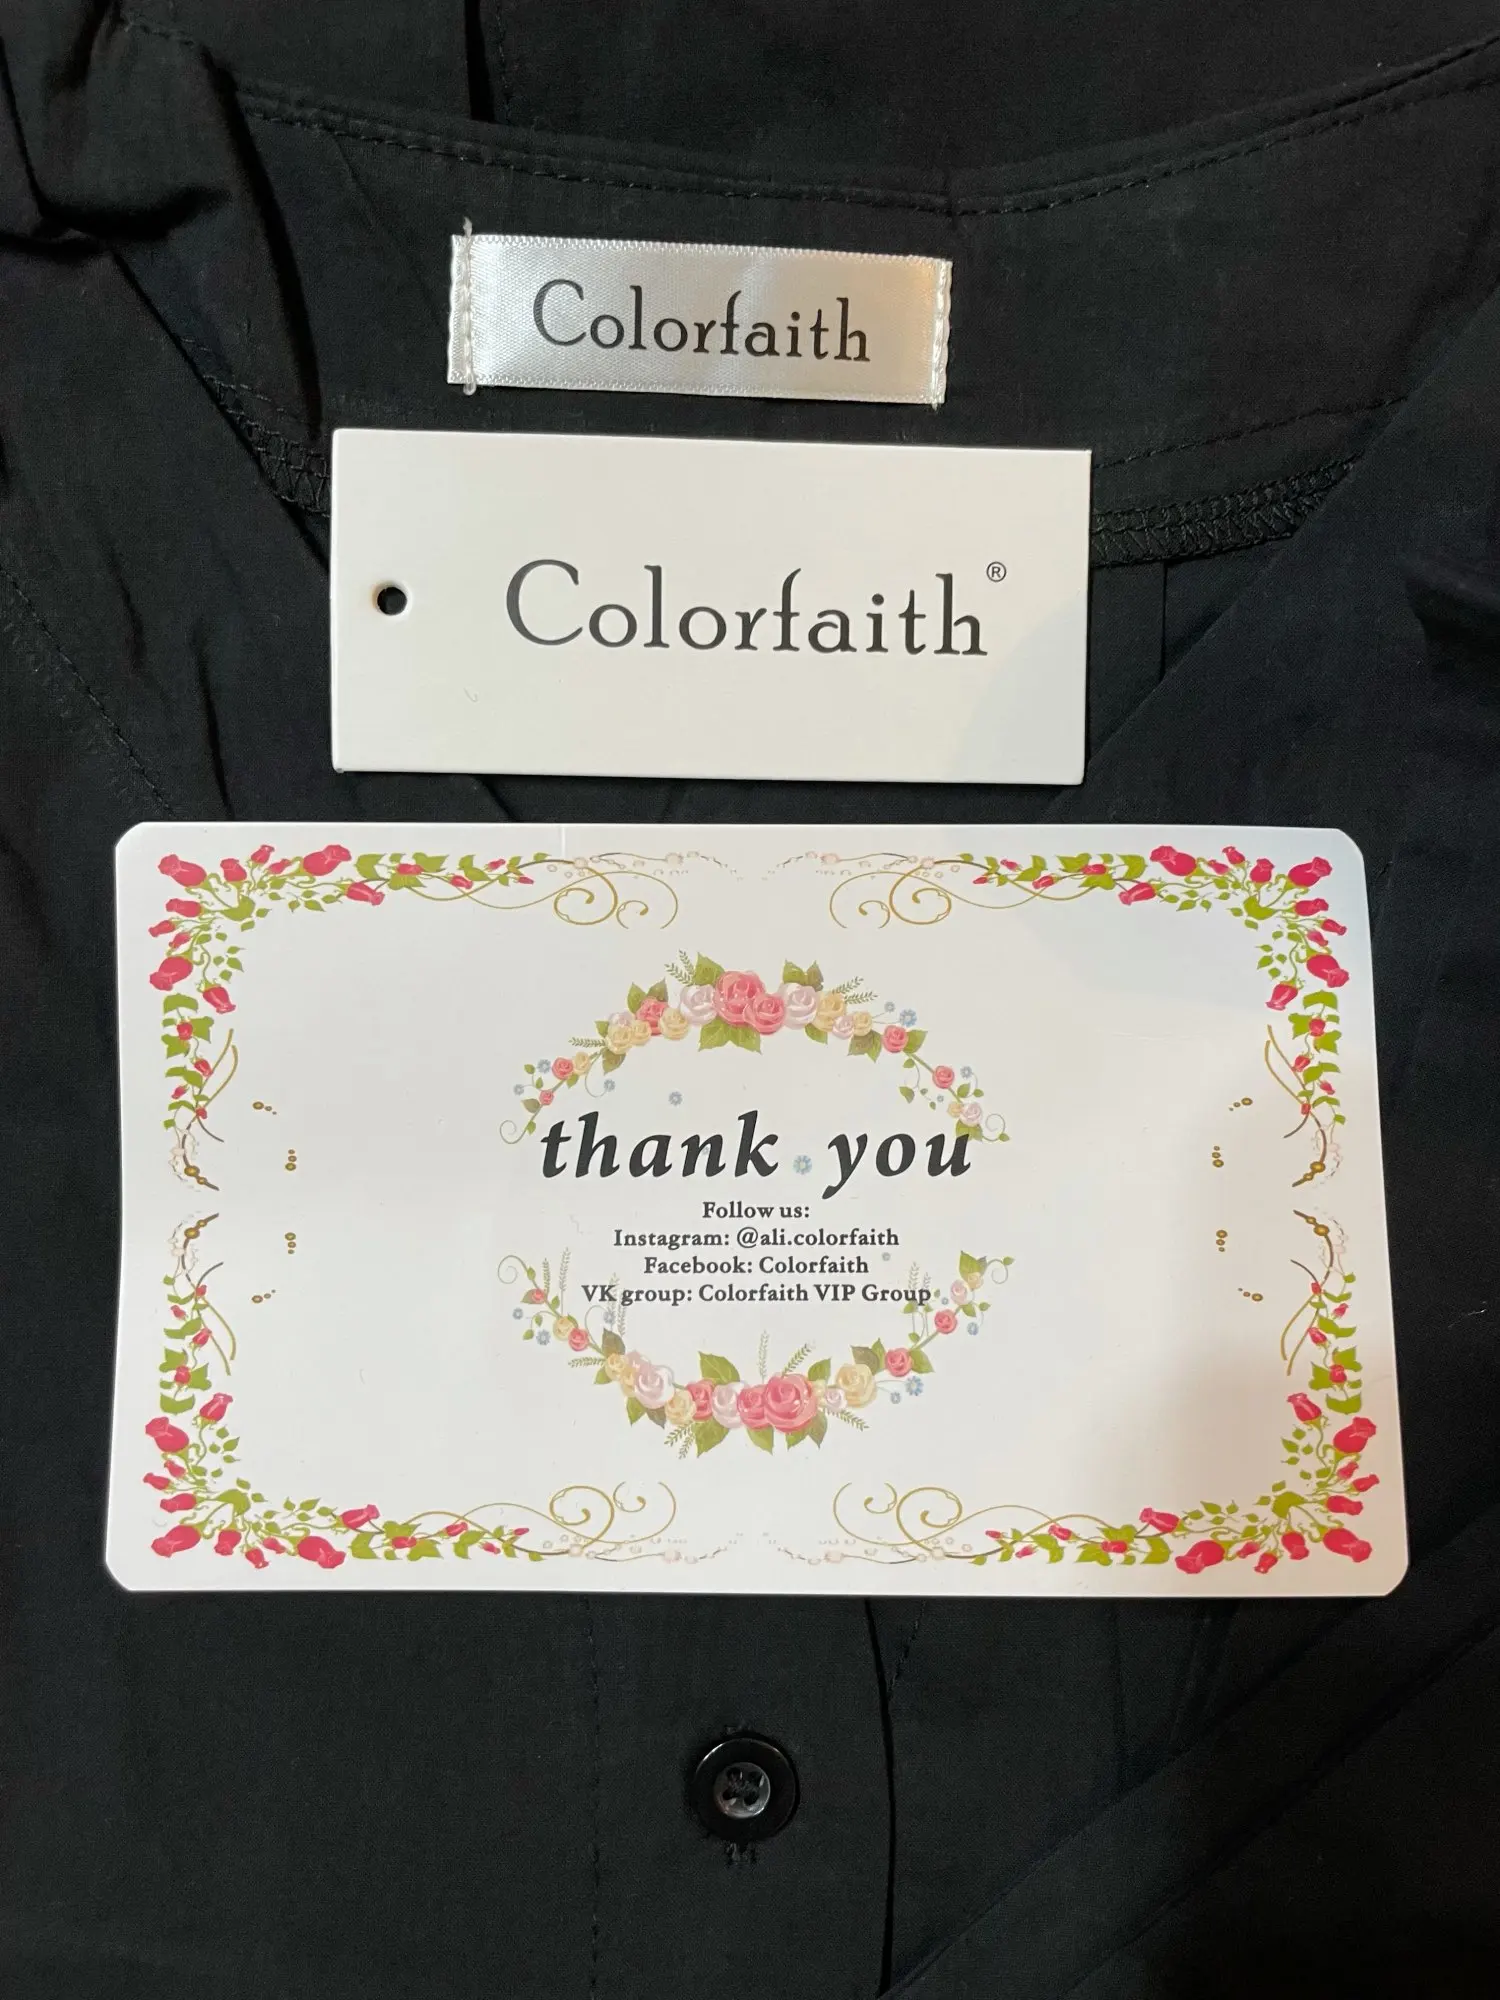 Colorfaith
Colorfaith®
thank you
Follow us:
Instagram: @ali.colorfaith
Facebook: Colorfaith
VK group: Colorfaith VIP Group